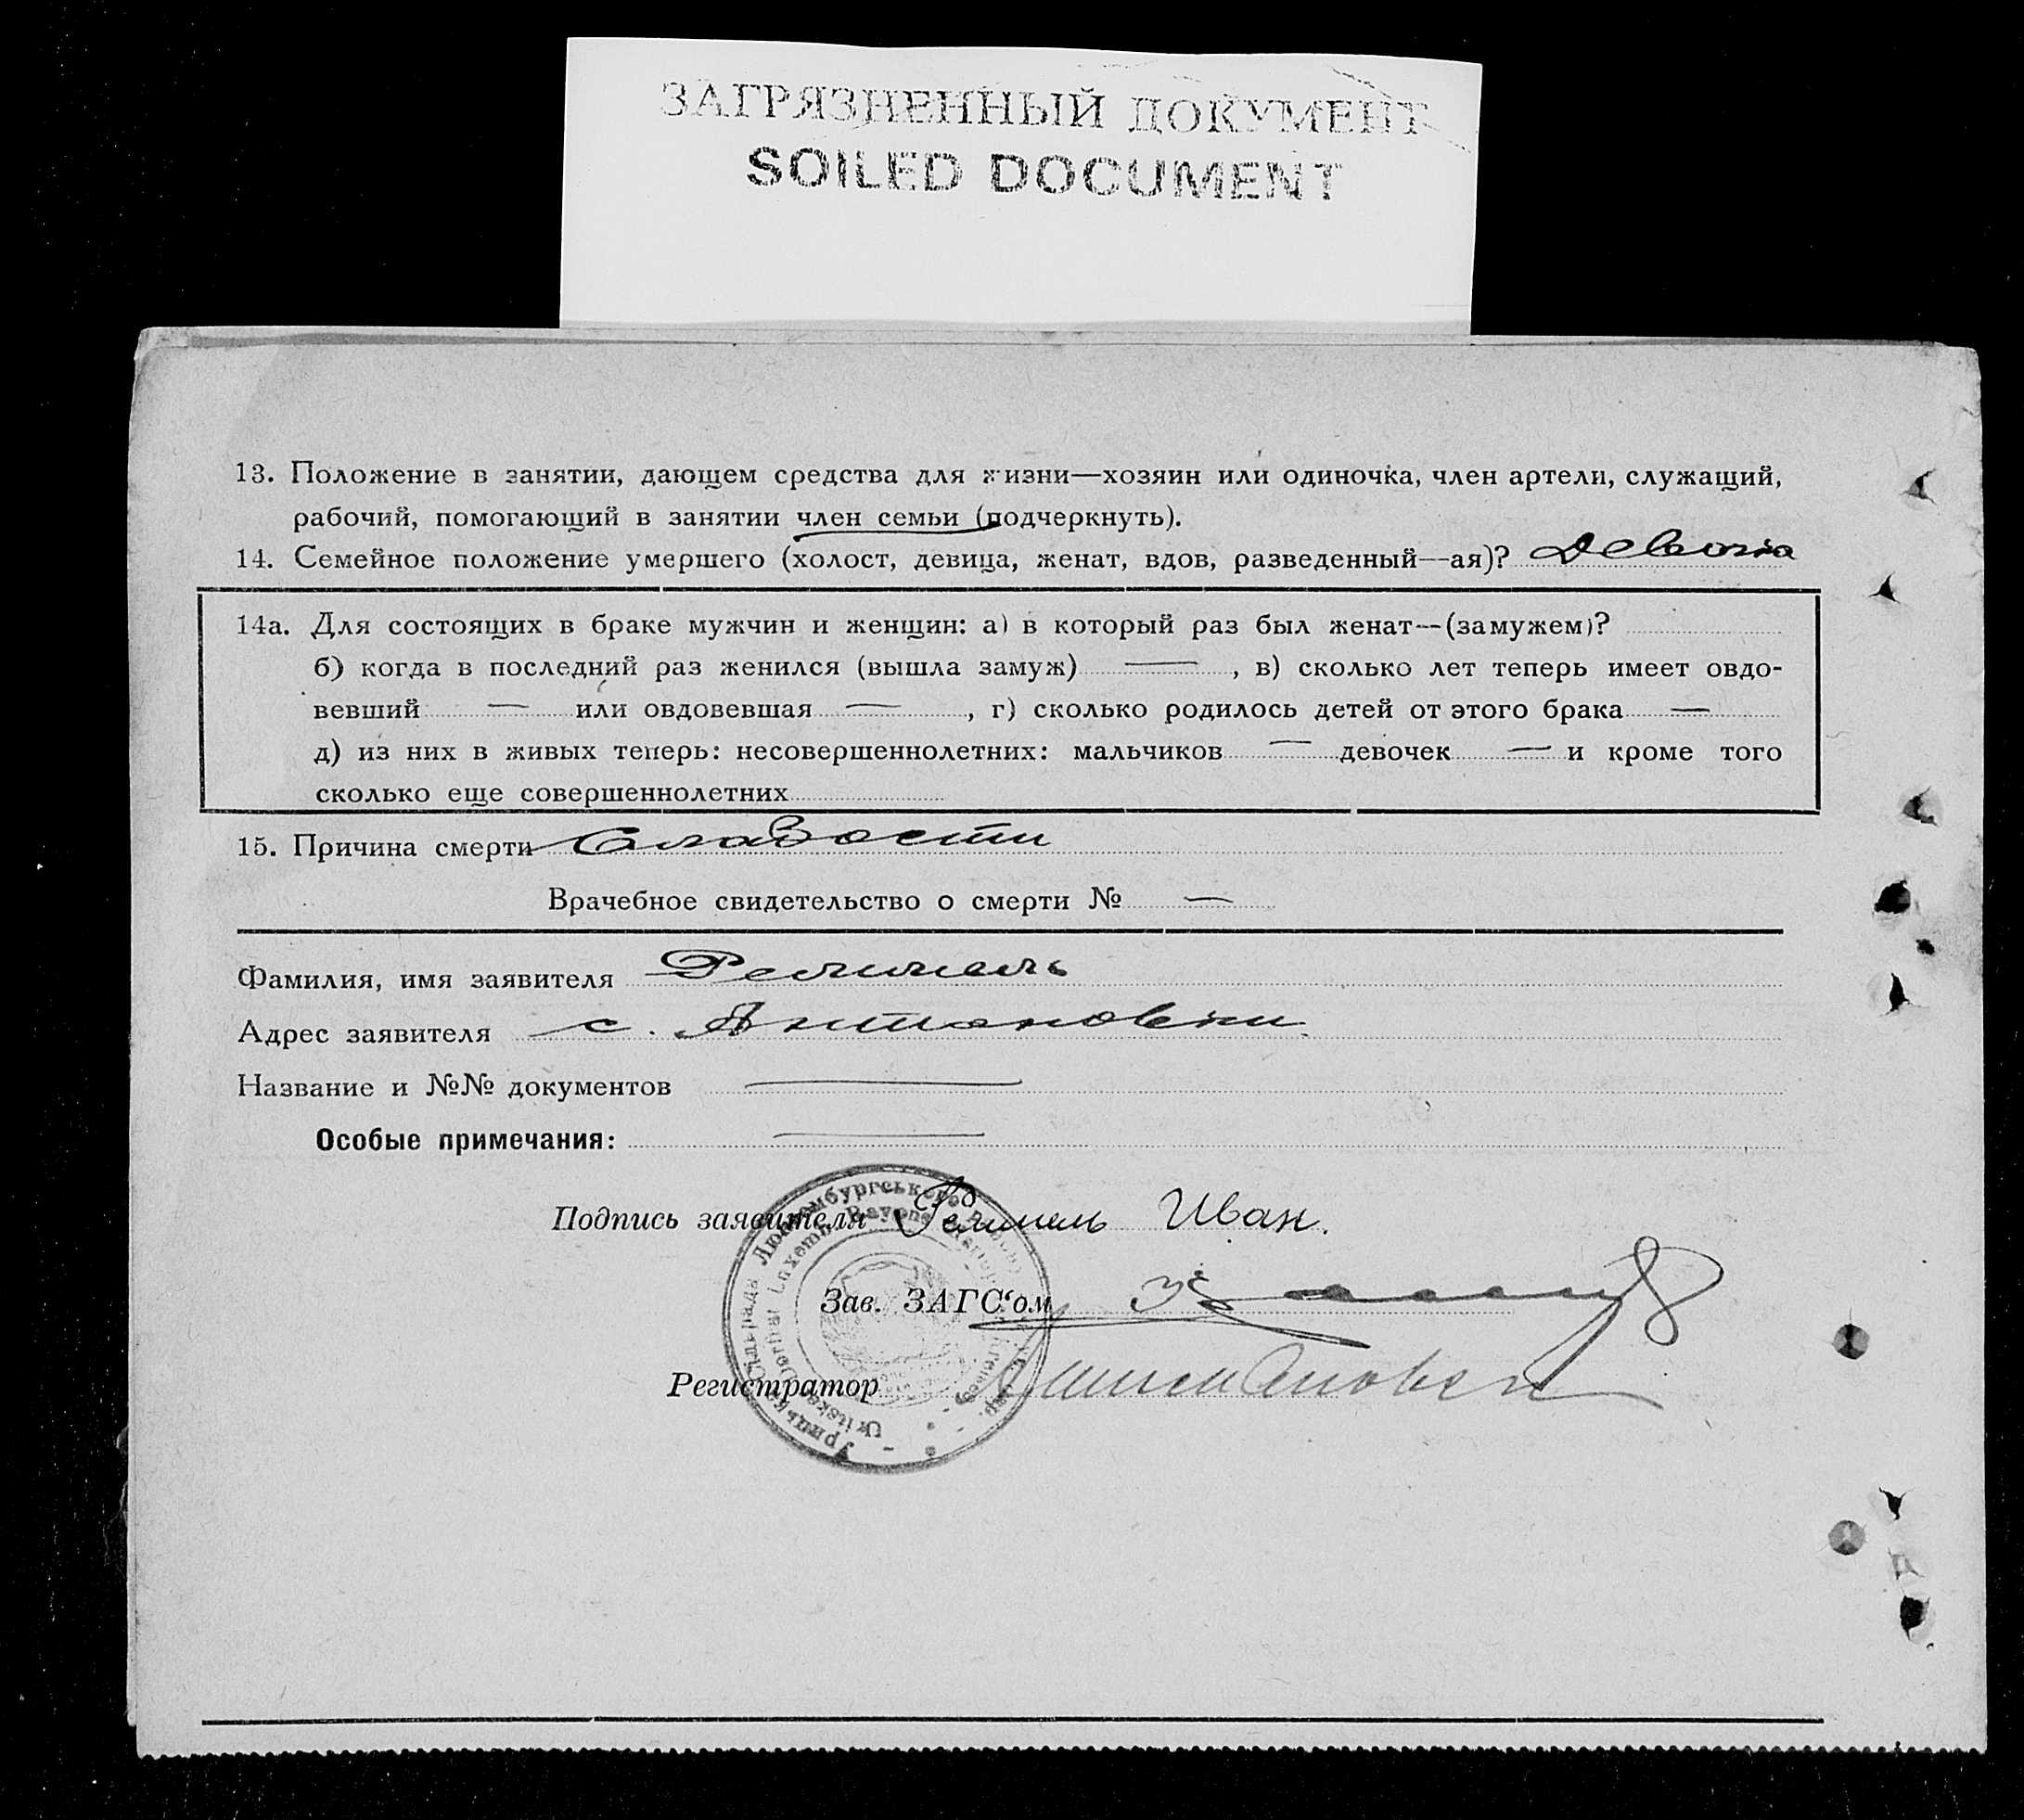 ЗАГРЯЗНЕННЫЙ ДОКУМЕНТ
SOILED DOCUMENT
13. Положение в занятии, дающем средства для жизни—хозяин или одиночка, член артели, служащий,
рабочий, помогающий в занятии член семьи (подчеркнуть).
14. Семейное положение умершего (холост, девица, женат, вдов, разведенный—ая)?
14а. Для состоящих в браке мужчин и женщин: а) в который раз был женат—(замужем)?
б) когда в последний раз женился (вышла замуж) —, в) сколько лет теперь имеет овдо-
вевший — или овдовевшая —, г) сколько родилось детей от этого брака —
д) из них в живых теперь: несовершеннолетних: мальчиков — девочек — и кроме того
сколько еще совершеннолетних
15. Причина смерти Слабости
Врачебное свидетельство о смерти № —
Фамилия, имя заявителя
Адрес заявителя с. Антоновки
Название и №№ документов —
Особые примечания: —
Подпись заявителя Иван.
Зав. ЗАГС'ом
Регистратор